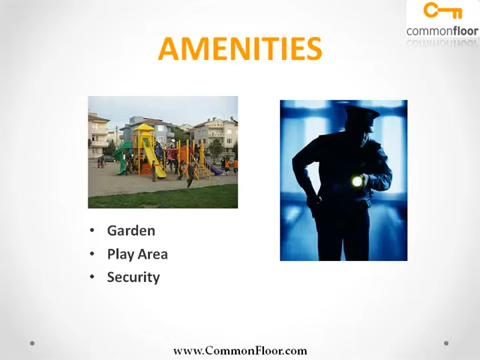 commonfloor
AMENITIES
• Garden
• Play Area
• Security
www.CommonFloor.com